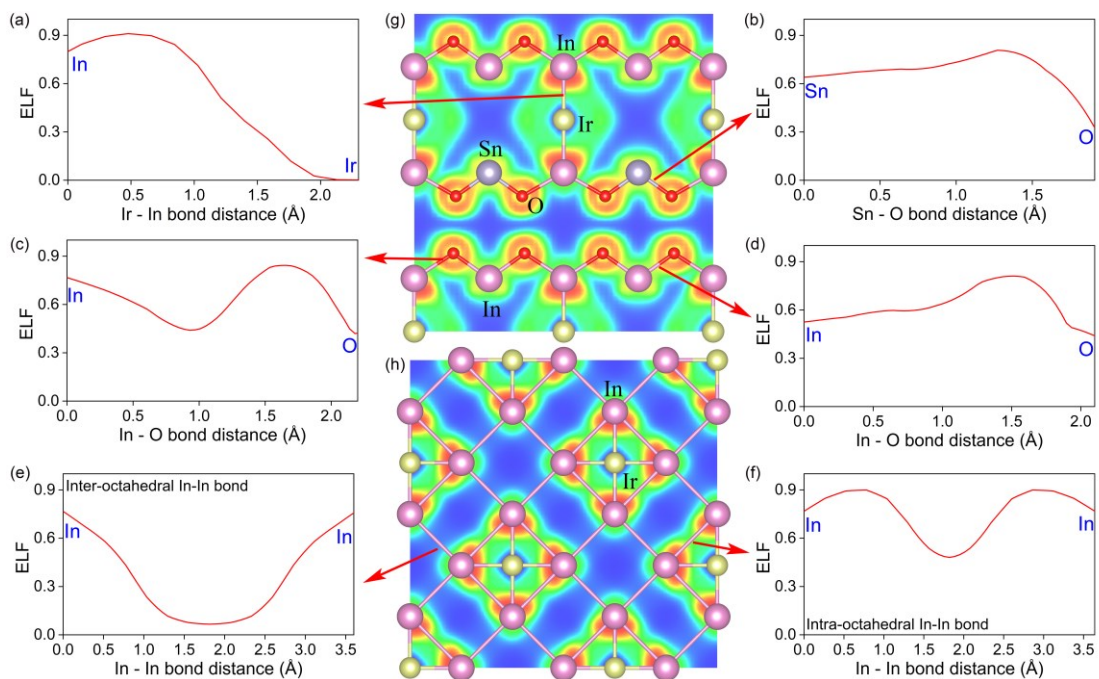 (a)
0.9
0.6
0.3
0.0
ELF
In
Ir
0.0 0.5 1.0 1.5 2.0
Ir - In bond distance (Å)
(g)
In
Ir
Sn
O
In
(b)
0.9
0.6
0.3
0.0
ELF
Sn
O
0.0 0.5 1.0 1.5
Sn - O bond distance (Å)
(c)
0.9
0.6
0.3
0.0
ELF
In
O
0.0 0.5 1.0 1.5 2.0
In - O bond distance (Å)
(d)
0.9
0.6
0.3
0.0
ELF
In
O
0.0 0.5 1.0 1.5 2.0
In - O bond distance (Å)
(h)
In
Ir
(e)
Inter-octahedral In-In bond
0.9
0.6
0.3
0.0
ELF
In
In
0.0 0.5 1.0 1.5 2.0 2.5 3.0 3.5
In - In bond distance (Å)
(f)
0.9
0.6
0.3
0.0
ELF
In
In
Intra-octahedral In-In bond
0.0 0.5 1.0 1.5 2.0 2.5 3.0 3.5
In - In bond distance (Å)